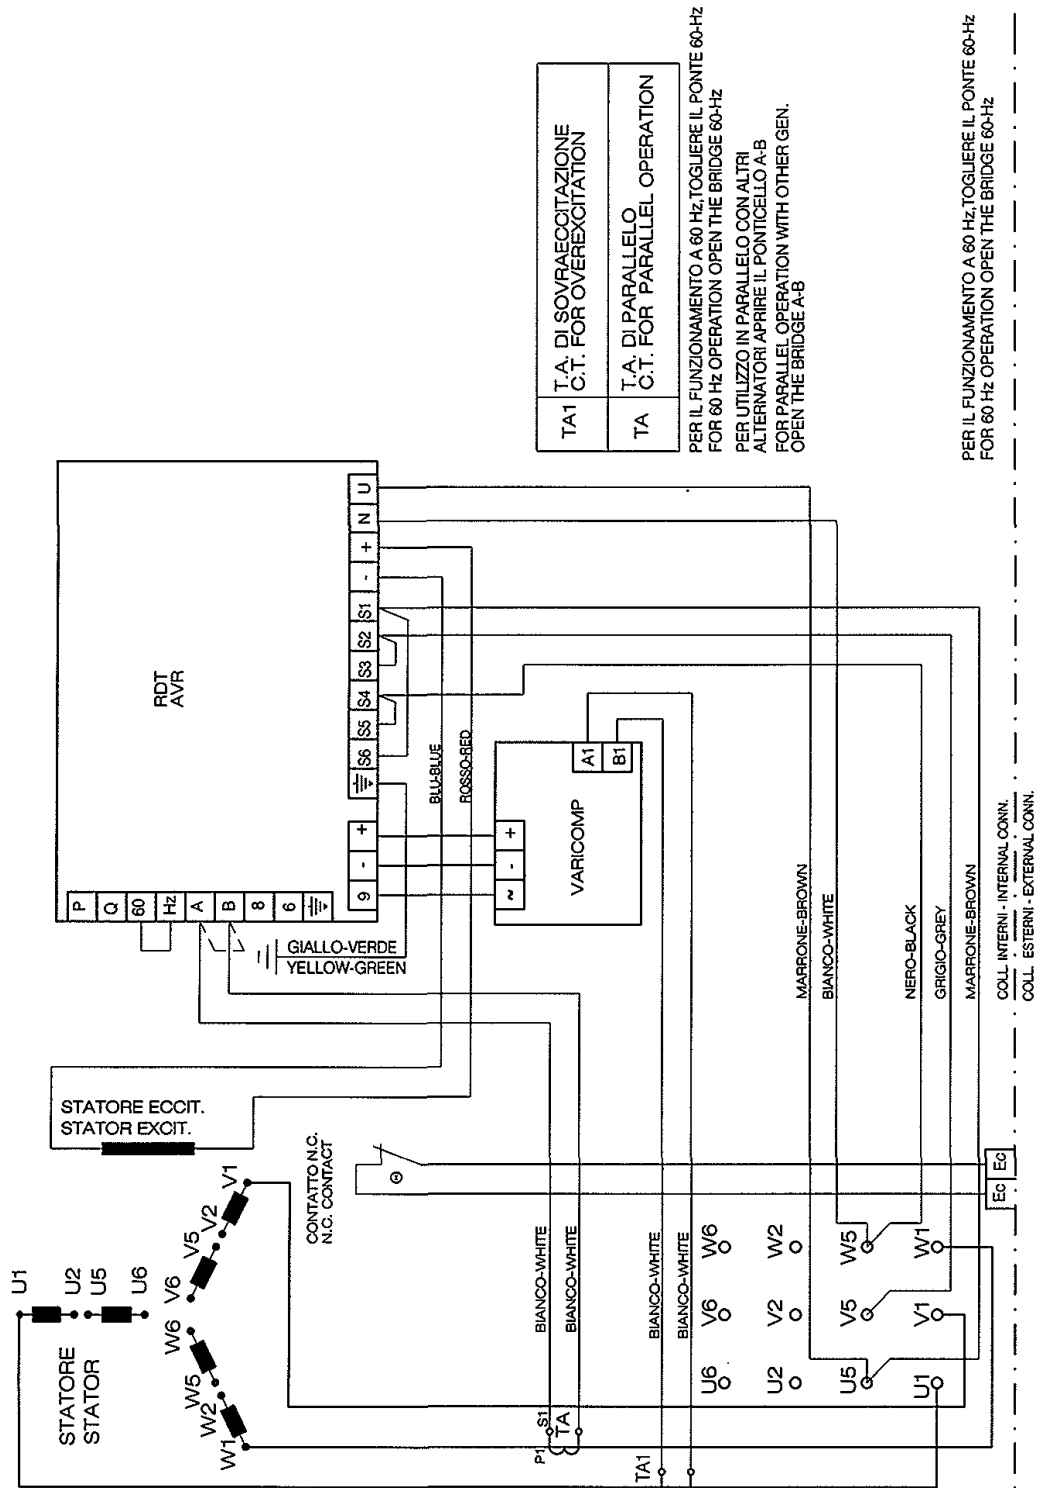 RDT
AVR
P
Q
60
Hz
A
B
8
6
9
-
+
S6
S5
S4
S3
S2
S1
-
+
N
U
GIALLO-VERDE
YELLOW-GREEN
BLU-BLUE
ROSSO-RED
STATORE ECCIT.
STATOR EXCIT.
VARICOMP
~
-
+
A1
B1
TA1
T.A. DI SOVRAECCITAZIONE
C.T. FOR OVEREXCITATION
TA
T.A. DI PARALLELO
C.T. FOR PARALLEL OPERATION
PER IL FUNZIONAMENTO A 60 Hz,TOGLIERE IL PONTE 60-Hz
FOR 60 Hz OPERATION OPEN THE BRIDGE 60-Hz
PER UTILIZZO IN PARALLELO CON ALTRI
ALTERNATORI APRIRE IL PONTICELLO A-B
FOR PARALLEL OPERATION WITH OTHER GEN.
OPEN THE BRIDGE A-B
PER IL FUNZIONAMENTO A 60 Hz,TOGLIERE IL PONTE 60-Hz
FOR 60 Hz OPERATION OPEN THE BRIDGE 60-Hz
STATORE
STATOR
U1
U2
U5
U6
V6
V5
V2
V1
W6
W5
W2
W1
CONTATTO N.C.
N.C. CONTACT
Θ
BIANCO-WHITE
BIANCO-WHITE
BIANCO-WHITE
BIANCO-WHITE
P1
S1
TA
TA1
MARRONE-BROWN
BIANCO-WHITE
NERO-BLACK
GRIGIO-GREY
MARRONE-BROWN
U6
V6
W6
U2
V2
W2
U5
V5
W5
U1
V1
W1
Ec
Ec
COLL. INTERNI - INTERNAL CONN.
COLL. ESTERNI - EXTERNAL CONN.